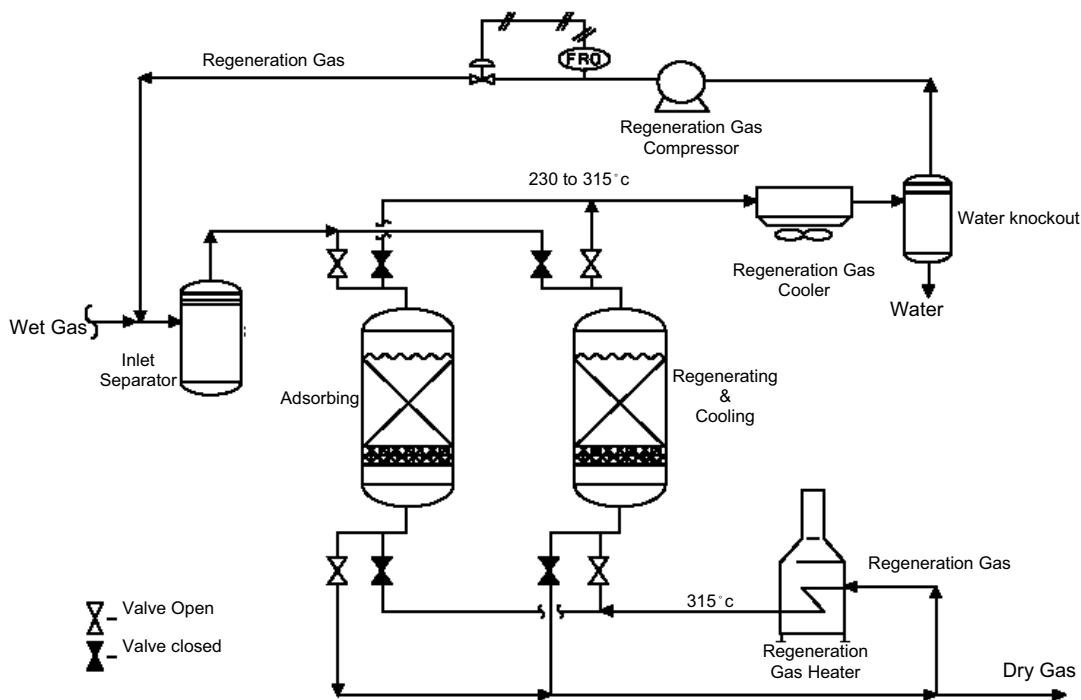 FRQ
Regeneration Gas
Regeneration Gas
Compressor
230 to 315°c
Water knockout
Regeneration Gas
Cooler
Water
Wet Gas
Inlet
Separator
Adsorbing
Regenerating
&
Cooling
Regeneration Gas
315°c
Valve Open
Valve closed
Regeneration
Gas Heater
Dry Gas